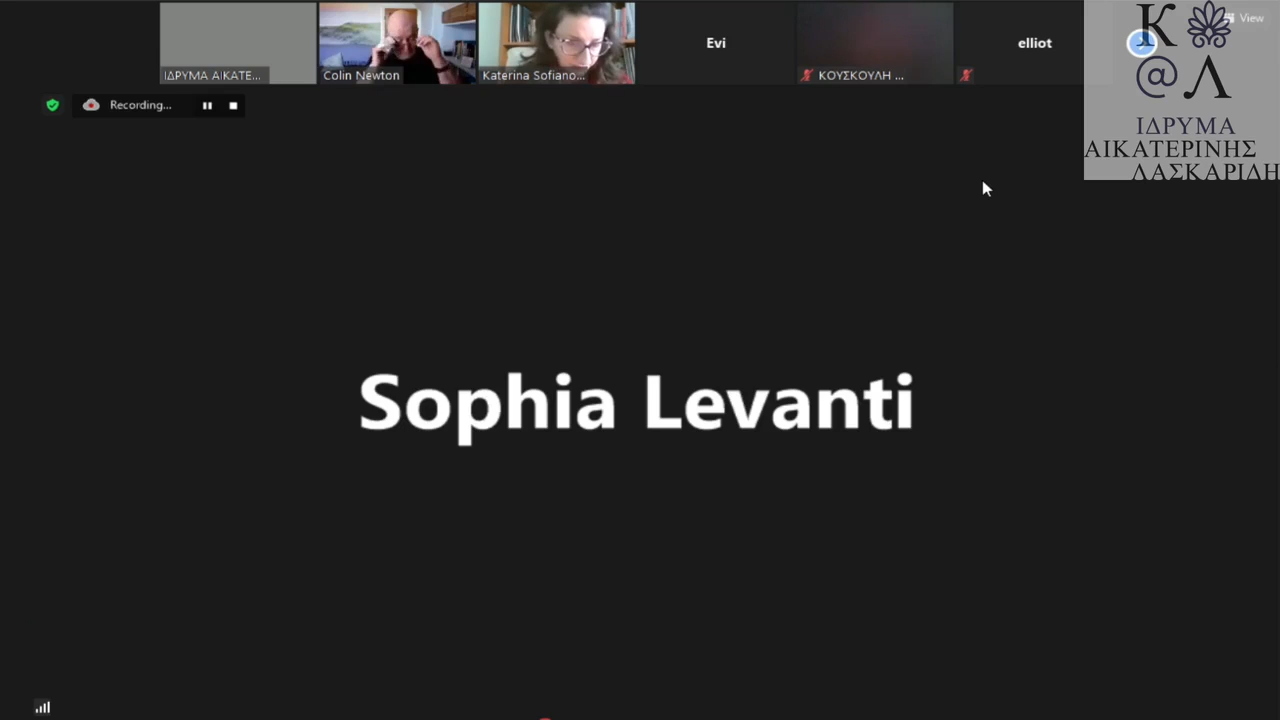 ΙΔΡΥΜΑ ΑΙΚΑΤΕ...
Colin Newton
Katerina Sofiano...
Evi
ΚΟΥΣΚΟΥΛΗ ...
elliot
View
Κ
@Λ
ΙΔΡΥΜΑ
ΑΙΚΑΤΕΡΙΝΗΣ
ΛΑΣΚΑΡΙΔΗ
Recording...
Sophia Levanti